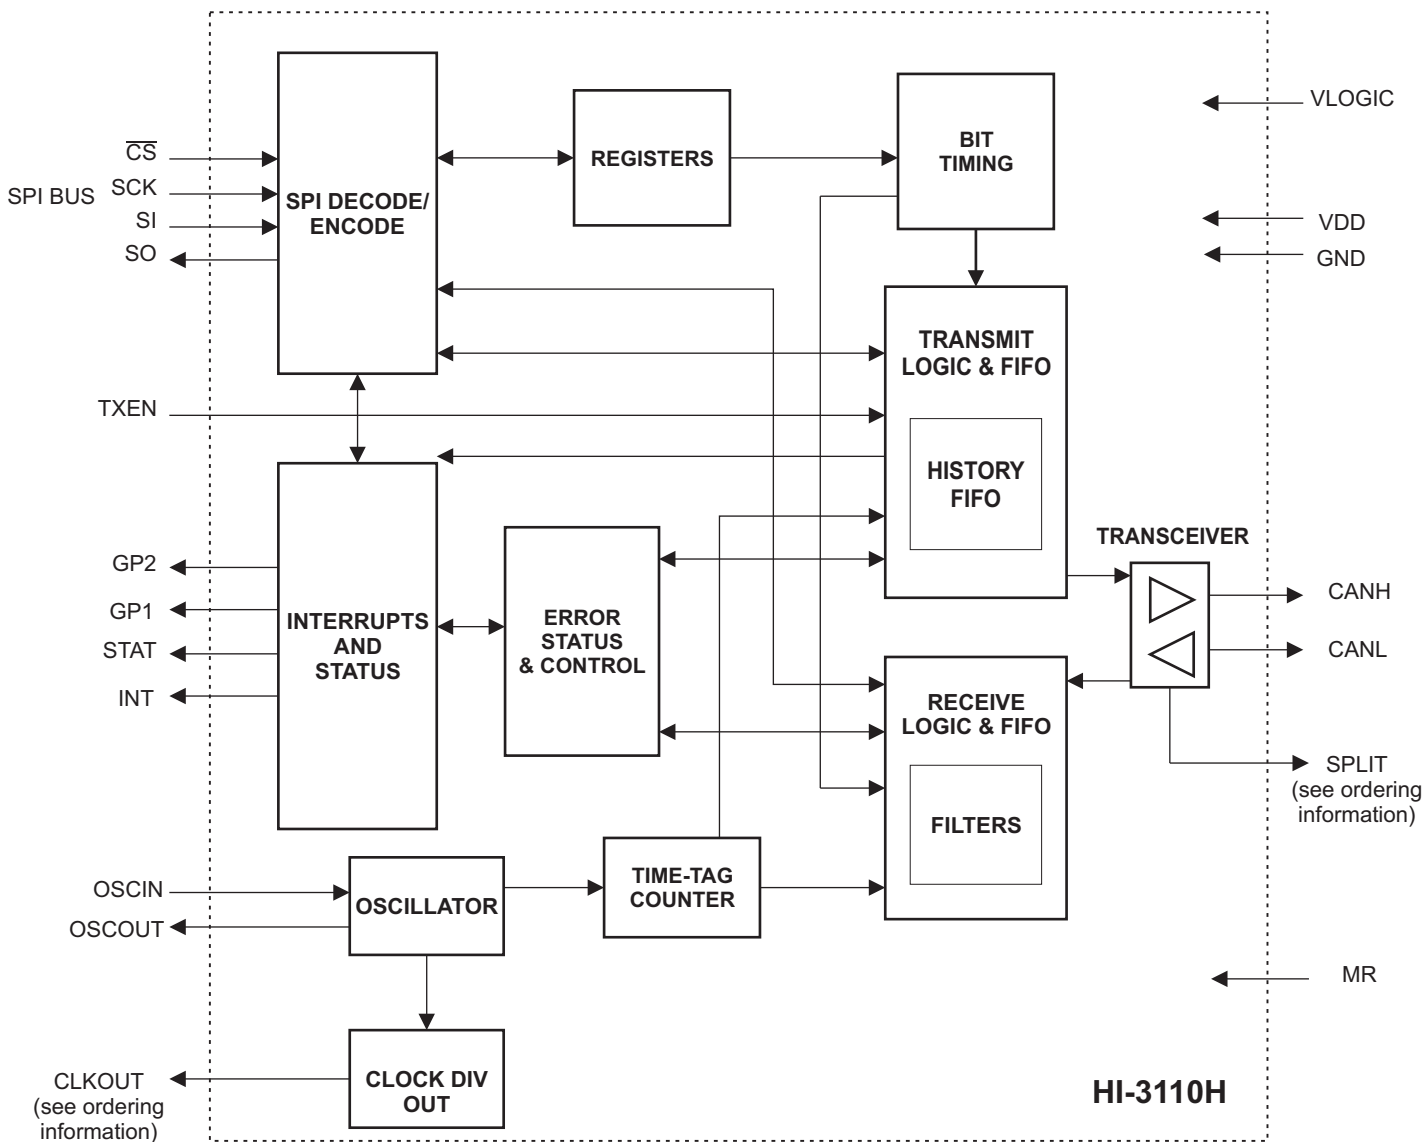 SPI BUS
CS
SCK
SI
SO
TXEN
GP2
GP1
STAT
INT
OSCIN
OSCOUT
CLKOUT
(see ordering
information)
SPI DECODE/
ENCODE
REGISTERS
BIT
TIMING
TRANSMIT
LOGIC & FIFO
HISTORY
FIFO
INTERRUPTS
AND
STATUS
ERROR
STATUS
& CONTROL
RECEIVE
LOGIC & FIFO
FILTERS
OSCILLATOR
TIME-TAG
COUNTER
CLOCK DIV
OUT
TRANSCEIVER
VLOGIC
VDD
GND
CANH
CANL
SPLIT
(see ordering
information)
MR
HI-3110H